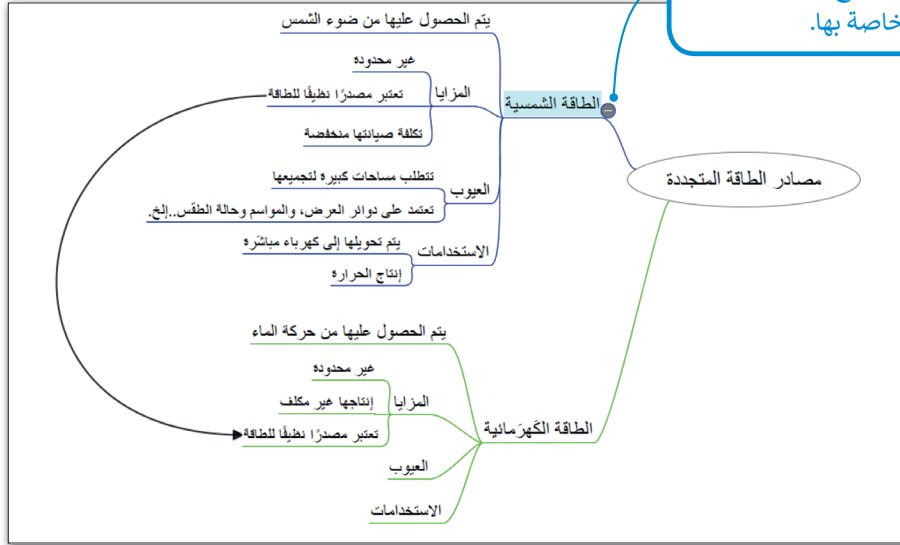 خاصة بها.
مصادر الطاقة المتجددة
الطاقة الشمسية
يتم الحصول عليها من ضوء الشمس
المزايا
غير محدودة
تعتبر مصدرًا نظيفًا للطاقة
تكلفة صيانتها منخفضة
العيوب
تتطلب مساحات كبيرة لتجميعها
تعتمد على دوائر العرض، والمواسم وحالة الطقس..إلخ.
الاستخدامات
يتم تحويلها إلى كهرباء مباشرة
إنتاج الحرارة
الطاقة الكَهرَمائية
يتم الحصول عليها من حركة الماء
المزايا
غير محدودة
إنتاجها غير مكلف
تعتبر مصدرًا نظيفًا للطاقة
العيوب
الاستخدامات